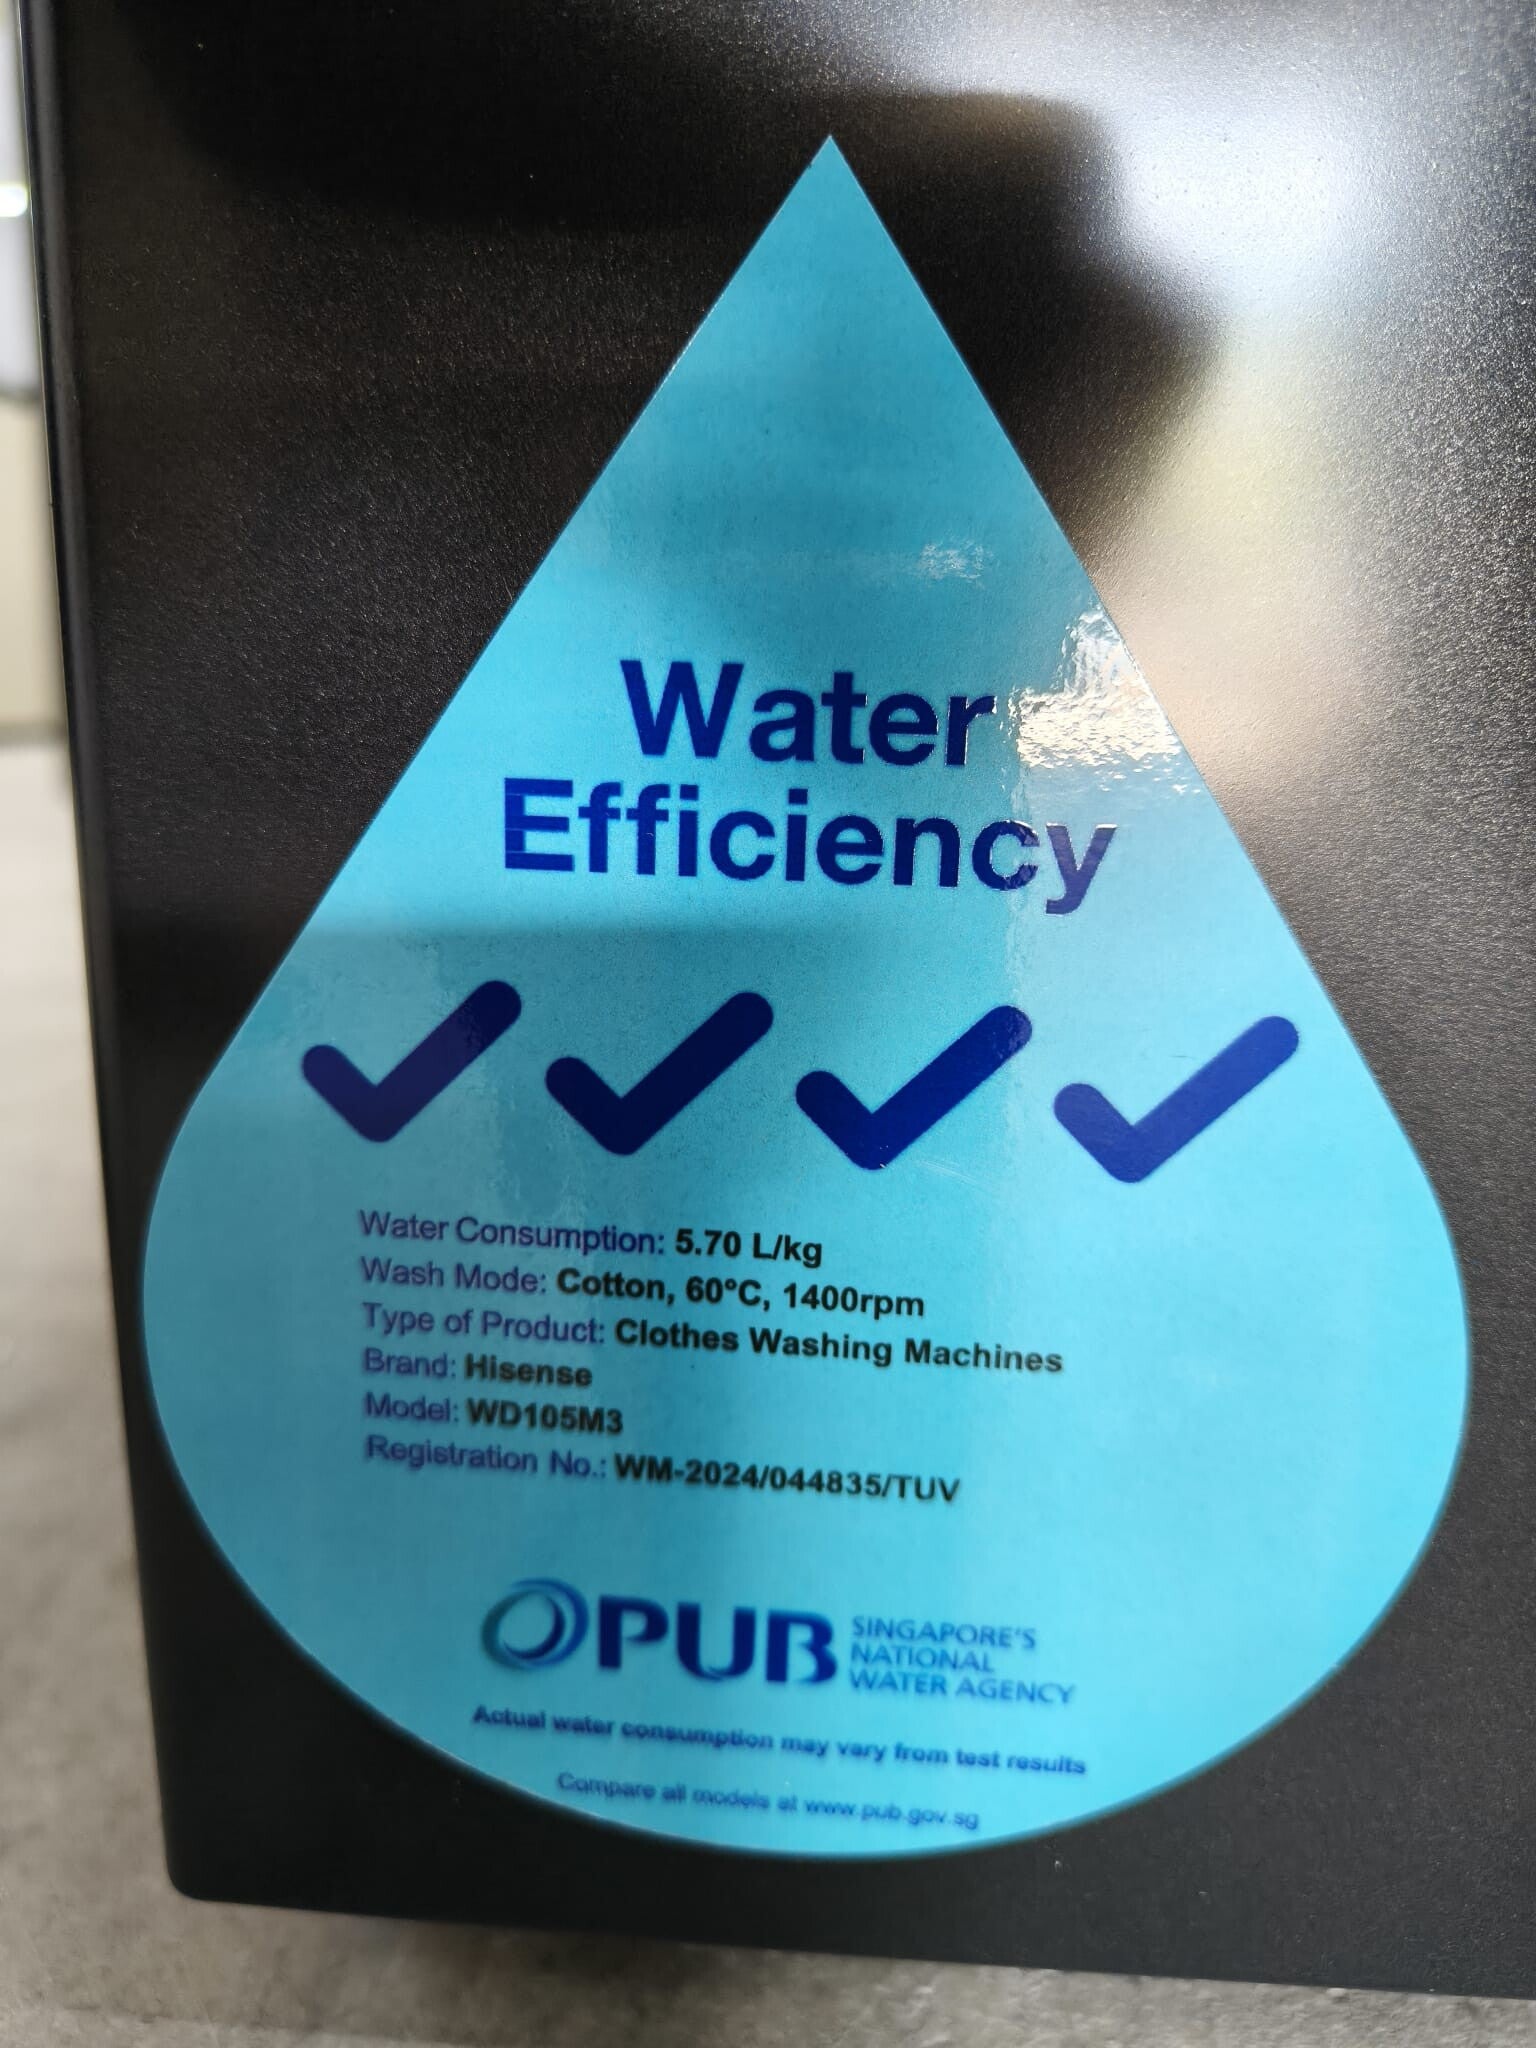 Water
Efficiency
Water Consumption: 5.70 L/kg
Wash Mode: Cotton, 60°C, 1400rpm
Type of Product: Clothes Washing Machines
Brand: Hisense
Model: WD105M3
Registration No.: WM-2024/044835/TUV
PUB SINGAPORE'S
NATIONAL
WATER AGENCY
Actual water consumption may vary from test results
Compare all models at www.pub.gov.sg